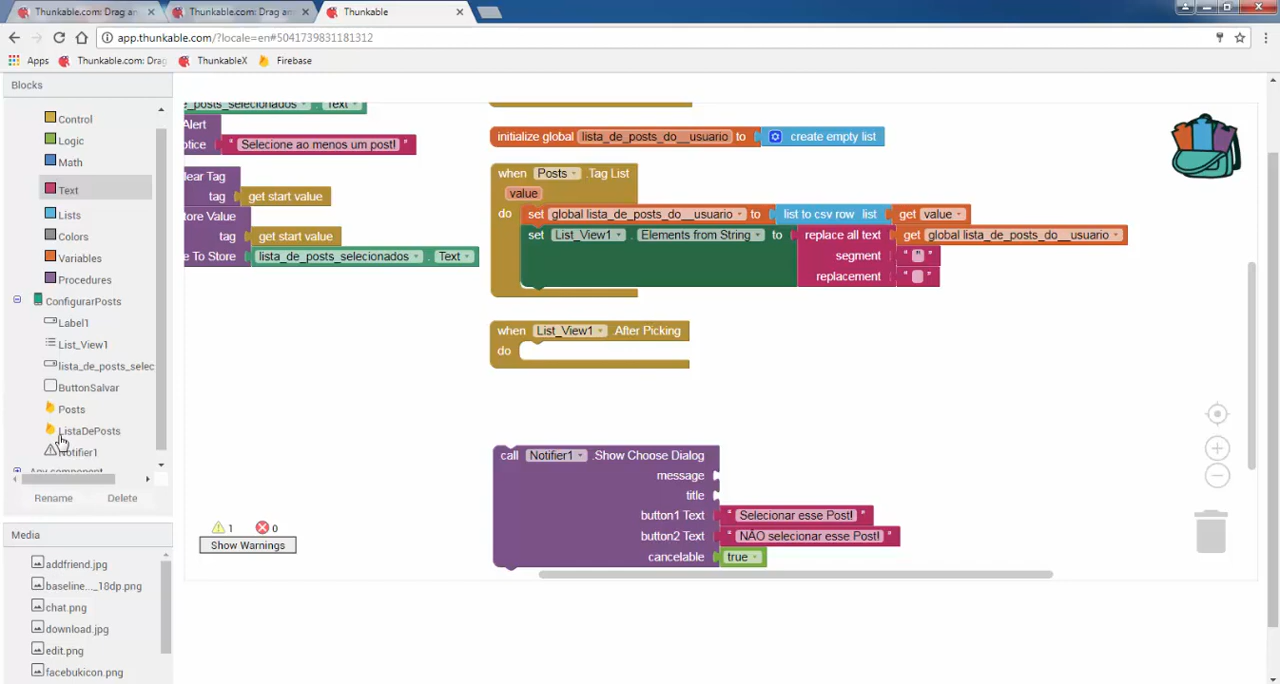 Thunkable.com: Drag an
Thunkable.com: Drag an
Thunkable
app.thunkable.com/?locale=en#5041739831181312
Apps
Thunkable.com: Drag
ThunkableX
Firebase
Blocks
Control
Logic
Math
Text
Lists
Colors
Variables
Procedures
ConfigurarPosts
Label1
List_View1
lista_de_posts_selec
ButtonSalvar
Posts
ListaDePosts
Notifier1
Any component
Rename Delete
Media
addfriend.jpg
baseline..._18dp.png
chat.png
download.jpg
edit.png
facebukicon.png
e_posts_selecionados . Text
Alert
otice " Selecione ao menos um post! "
lear Tag
tag get start value
tore Value
tag get start value
e To Store lista_de_posts_selecionados . Text
initialize global lista_de_posts_do__usuario to create empty list
when Posts .Tag List
value
do set global lista_de_posts_do__usuario to list to csv row list get value
set List_View1 . Elements from String to replace all text get global lista_de_posts_do__usuario
segment " " "
replacement " "
when List_View1 .After Picking
do
call Notifier1 .Show Choose Dialog
message
title
button1 Text " Selecionar esse Post! "
button2 Text " NÃO selecionar esse Post! "
cancelable true
1 0
Show Warnings